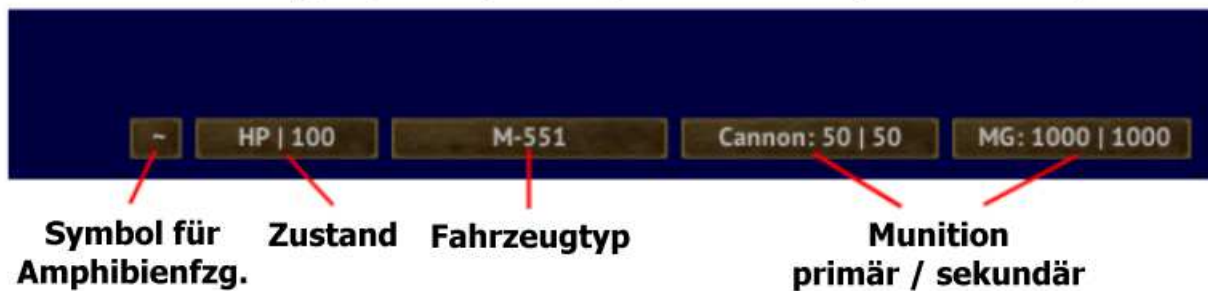 ~ HP | 100 M-551 Cannon: 50 | 50 MG: 1000 | 1000
Symbol für Zustand Fahrzeugtyp Munition
Amphibienfzg. primär / sekundär